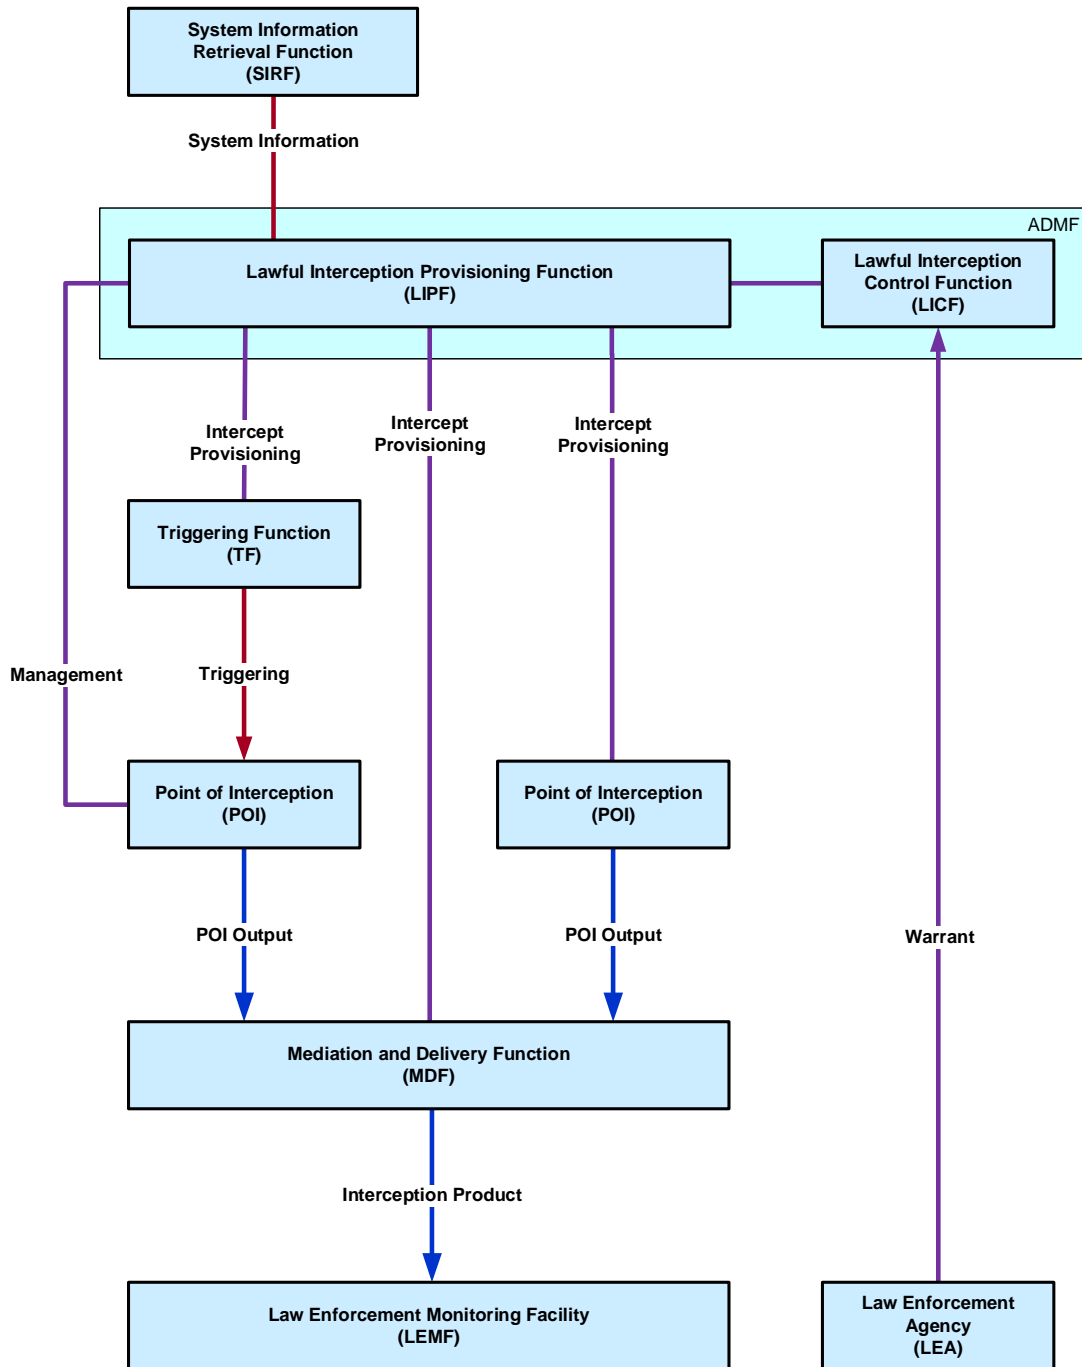 System Information
Retrieval Function
(SIRF)
System Information
ADMF
Lawful Interception Provisioning Function
(LIPF)
Lawful Interception
Control Function
(LICF)
Intercept
Provisioning
Intercept
Provisioning
Intercept
Provisioning
Triggering Function
(TF)
Management
Triggering
Point of Interception
(POI)
Point of Interception
(POI)
POI Output
POI Output
Warrant
Mediation and Delivery Function
(MDF)
Interception Product
Law Enforcement Monitoring Facility
(LEMF)
Law Enforcement
Agency
(LEA)